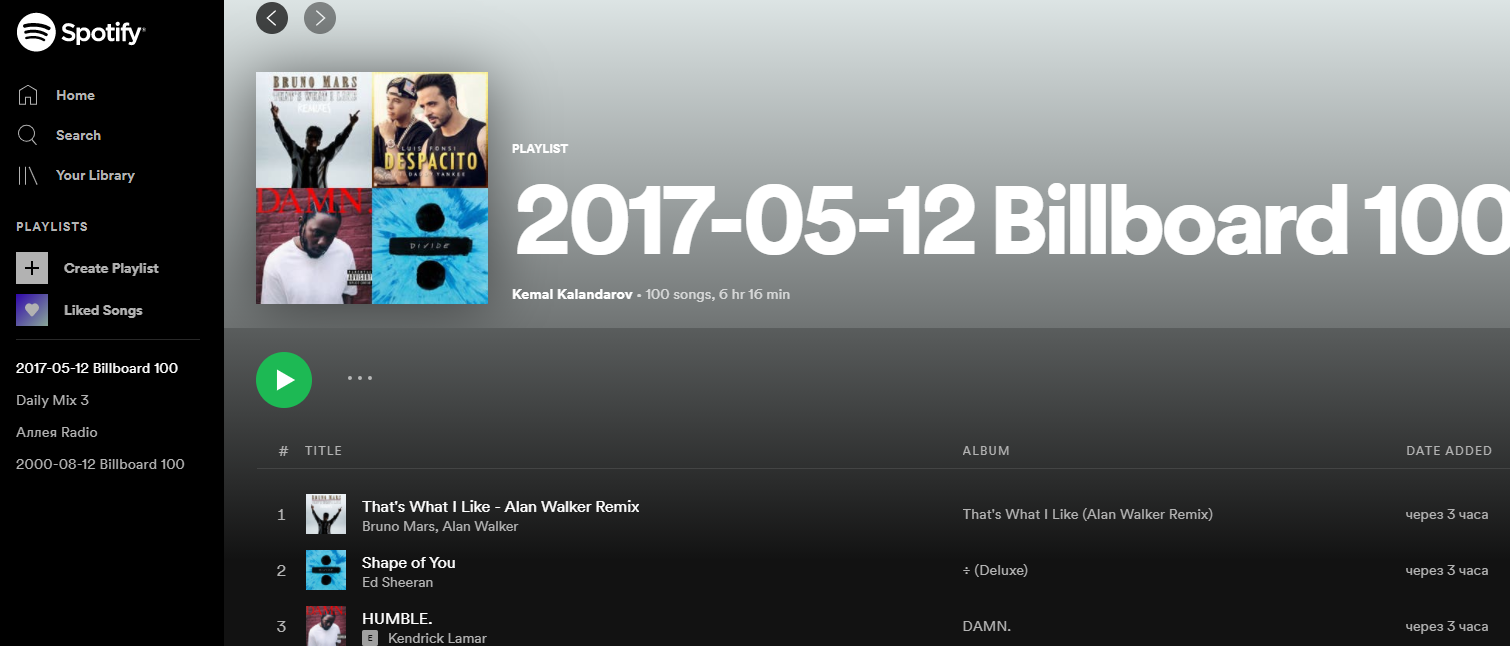 Spotify
Home
Search
Your Library
PLAYLISTS
Create Playlist
Liked Songs
2017-05-12 Billboard 100
Daily Mix 3
Аллея Radio
2000-08-12 Billboard 100
BRUNO MARS
THAT'S WHAT I LIKE
REMIXES
LUIS FONSI
DESPACITO
DADDY YANKEE
DAMN.
DIVIDE
PLAYLIST
2017-05-12 Billboard 100
Kemal Kalandarov • 100 songs, 6 hr 16 min
# TITLE ALBUM DATE ADDED
1 That's What I Like - Alan Walker Remix That's What I Like (Alan Walker Remix) через 3 часа
Bruno Mars, Alan Walker
2 Shape of You ÷ (Deluxe) через 3 часа
Ed Sheeran
3 HUMBLE. DAMN. через 3 часа
E Kendrick Lamar